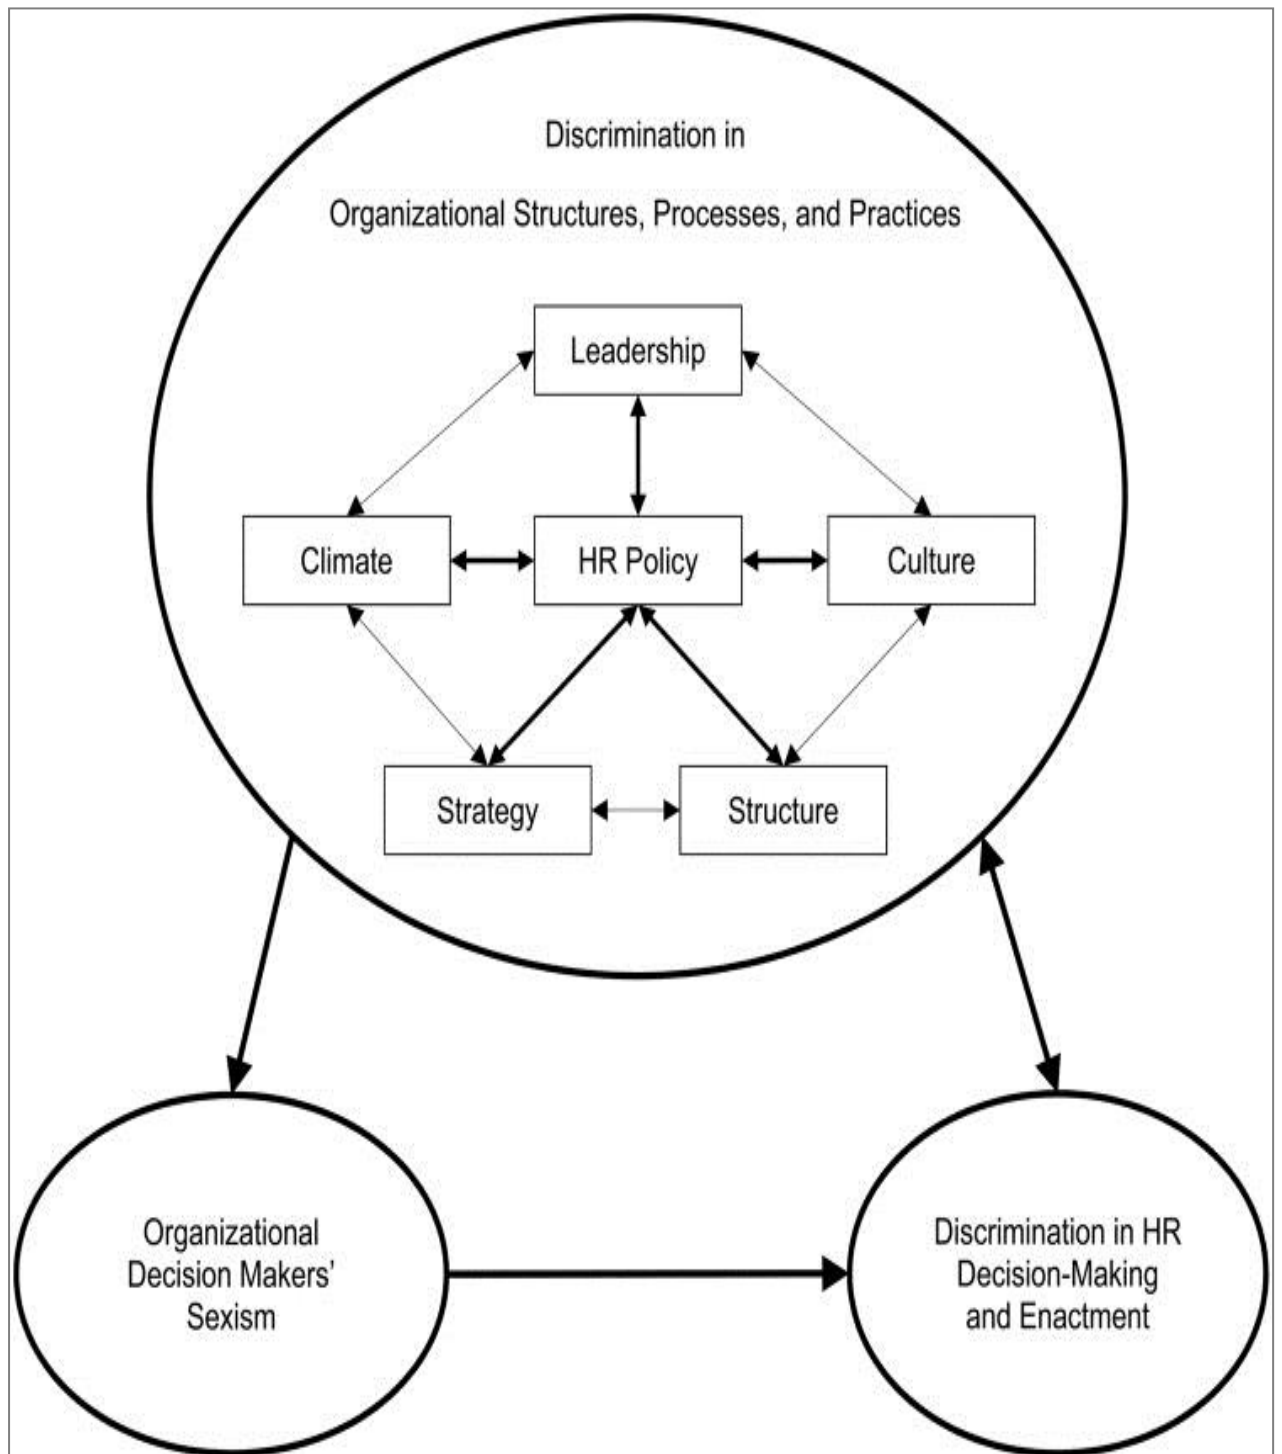 Discrimination in
Organizational Structures, Processes, and Practices
Leadership
Climate
HR Policy
Culture
Strategy
Structure
Organizational
Decision Makers’
Sexism
Discrimination in HR
Decision-Making
and Enactment